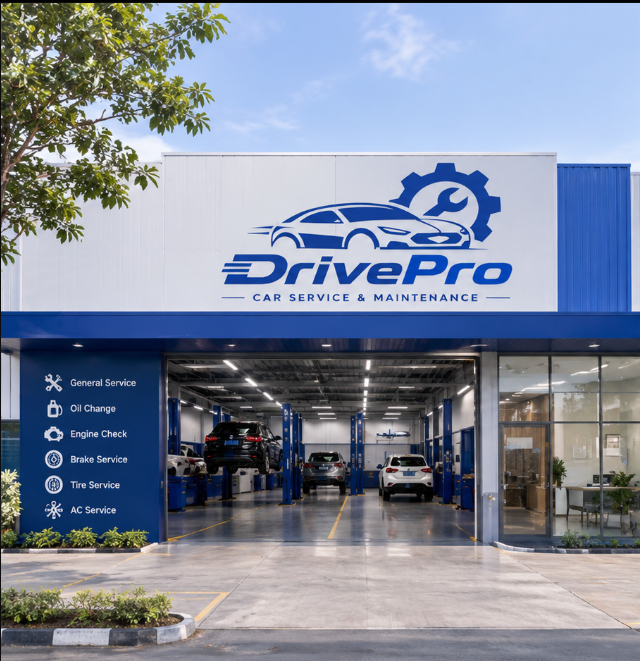 DrivePro
CAR SERVICE & MAINTENANCE
General Service
Oil Change
Engine Check
Brake Service
Tire Service
AC Service